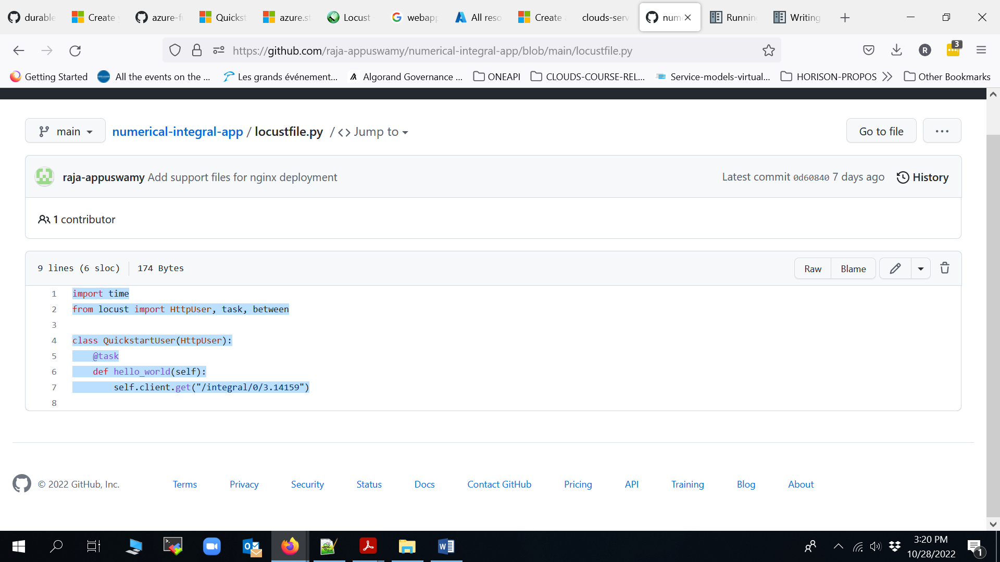 durable Create azure-f Quickst azure.st Locust webapp All reso Create clouds-serv num Running Writing
https://github.com/raja-appuswamy/numerical-integral-app/blob/main/locustfile.py R 3
Getting Started All the events on the ... Les grands événement... Algorand Governance ... ONEAPI CLOUDS-COURSE-REL... Service-models-virtual... HORISON-PROPOS Other Bookmarks
main numerical-integral-app / locustfile.py / <> Jump to Go to file ...
raja-appuswamy Add support files for nginx deployment Latest commit 0d60840 7 days ago History
1 contributor
9 lines (6 sloc) 174 Bytes Raw Blame
1 import time
2 from locust import HttpUser, task, between
3
4 class QuickstartUser(HttpUser):
5 @task
6 def hello_world(self):
7 self.client.get("/integral/0/3.14159")
8
© 2022 GitHub, Inc. Terms Privacy Security Status Docs Contact GitHub Pricing API Training Blog About
3:20 PM
10/28/2022
1